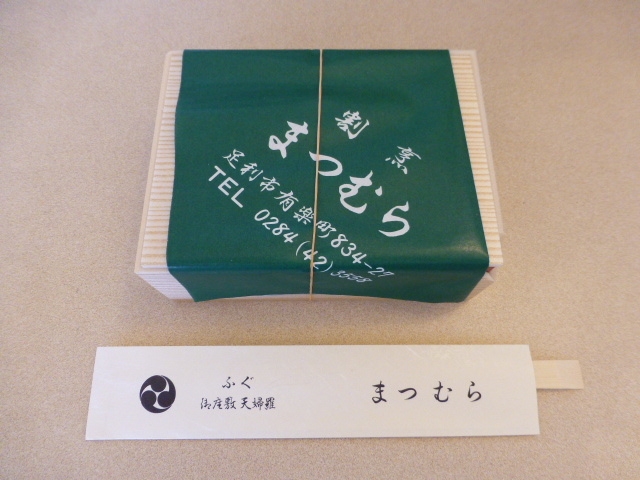 割烹
まつむら
足利市有楽町834-27
TEL 0284(42)3558
ふぐ
御座敷天婦羅
まつむら